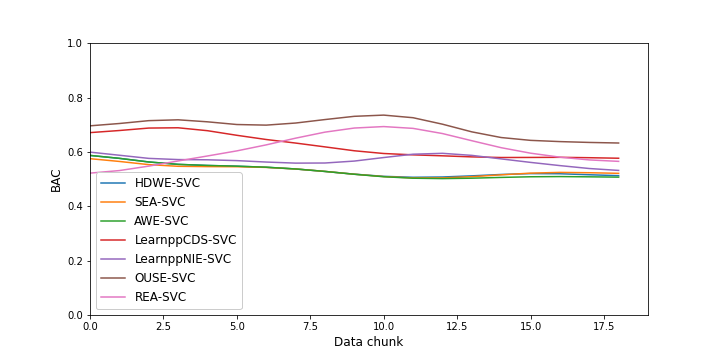 1.0
0.8
0.6
0.4
0.2
0.0
BAC
HDWE-SVC
SEA-SVC
AWE-SVC
LearnppCDS-SVC
LearnppNIE-SVC
OUSE-SVC
REA-SVC
0.0 2.5 5.0 7.5 10.0 12.5 15.0 17.5
Data chunk